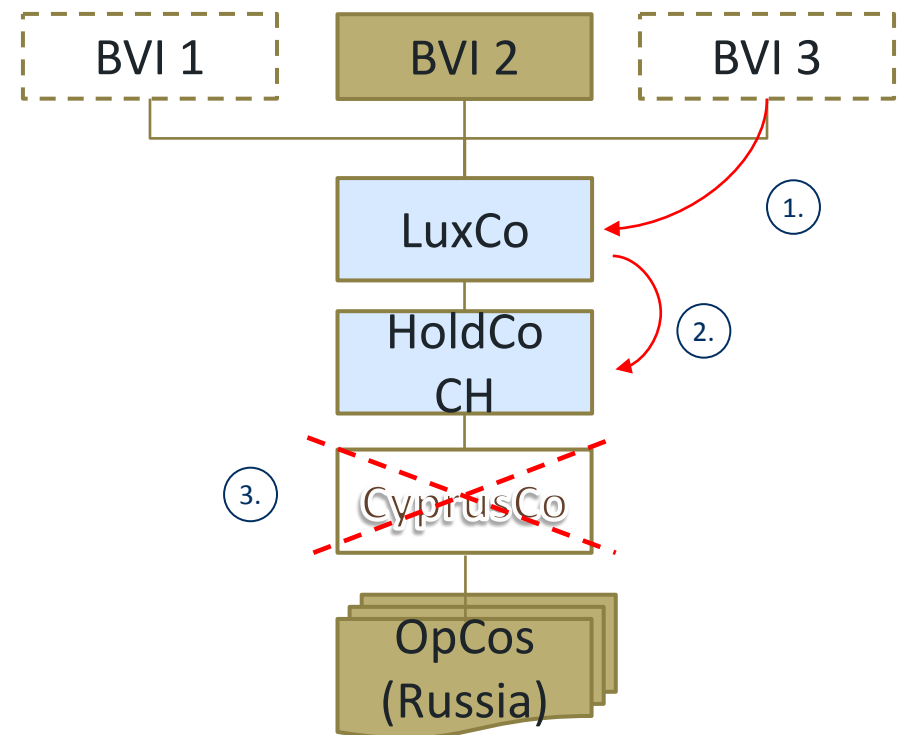 BVI 1
BVI 2
BVI 3
1.
LuxCo
2.
HoldCo
CH
3.
CyprusCo
OpCos
(Russia)